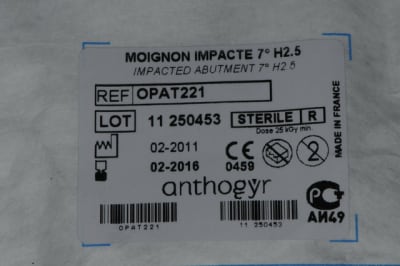 MOIGNON IMPACTE 7° H2.5
IMPACTED ABUTMENT 7° H2.5
REF OPAT221
LOT 11 250453 STERILE R
Dose 25 kGy min.
02-2011
02-2016 0459 2
anthogyr
MADE IN FRANCE
АИ49
OPAT221 11 250453